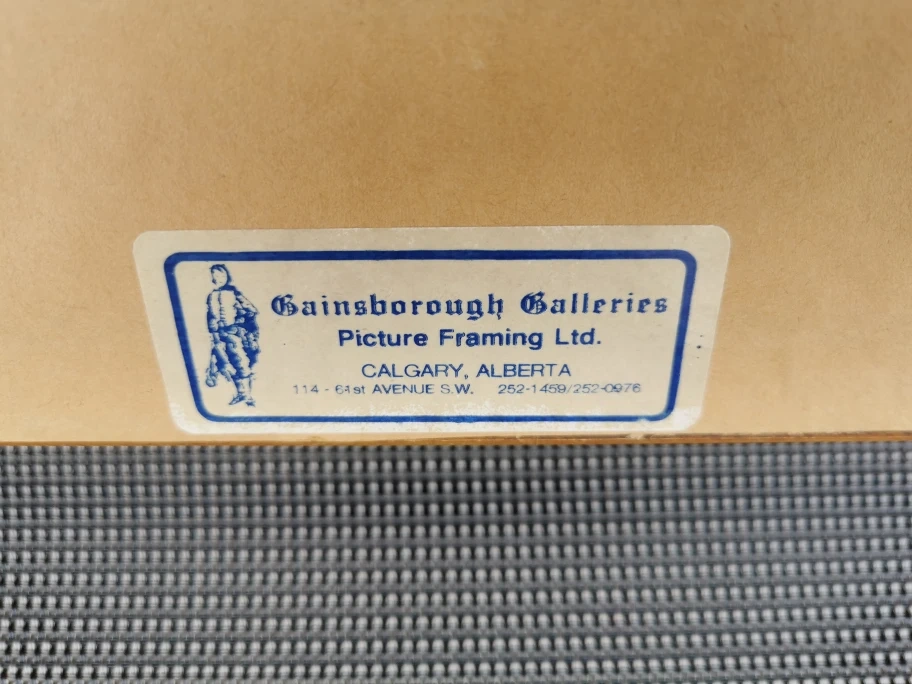 Gainsborough Galleries
Picture Framing Ltd.
CALGARY, ALBERTA
114 - 61st AVENUE S.W. 252-1459/252-0976